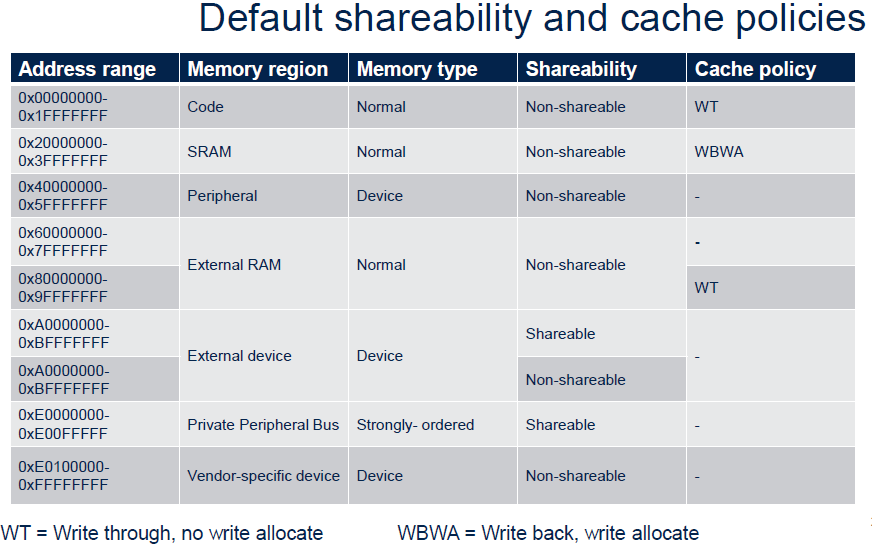 Default shareability and cache policies
Address range Memory region Memory type Shareability Cache policy
0x00000000-
0x1FFFFFFF
Code Normal Non-shareable WT
0x20000000-
0x3FFFFFFF
SRAM Normal Non-shareable WBWA
0x40000000-
0x5FFFFFFF
Peripheral Device Non-shareable -
0x60000000-
0x7FFFFFFF
-
External RAM Normal Non-shareable
0x80000000-
0x9FFFFFFF
WT
0xA0000000-
0xBFFFFFFF
Shareable
External device Device -
0xA0000000-
0xBFFFFFFF
Non-shareable
0xE0000000-
0xE00FFFFF
Private Peripheral Bus Strongly- ordered Shareable -
0xE0100000-
0xFFFFFFFF
Vendor-specific device Device Non-shareable -
WT = Write through, no write allocate WBWA = Write back, write allocate